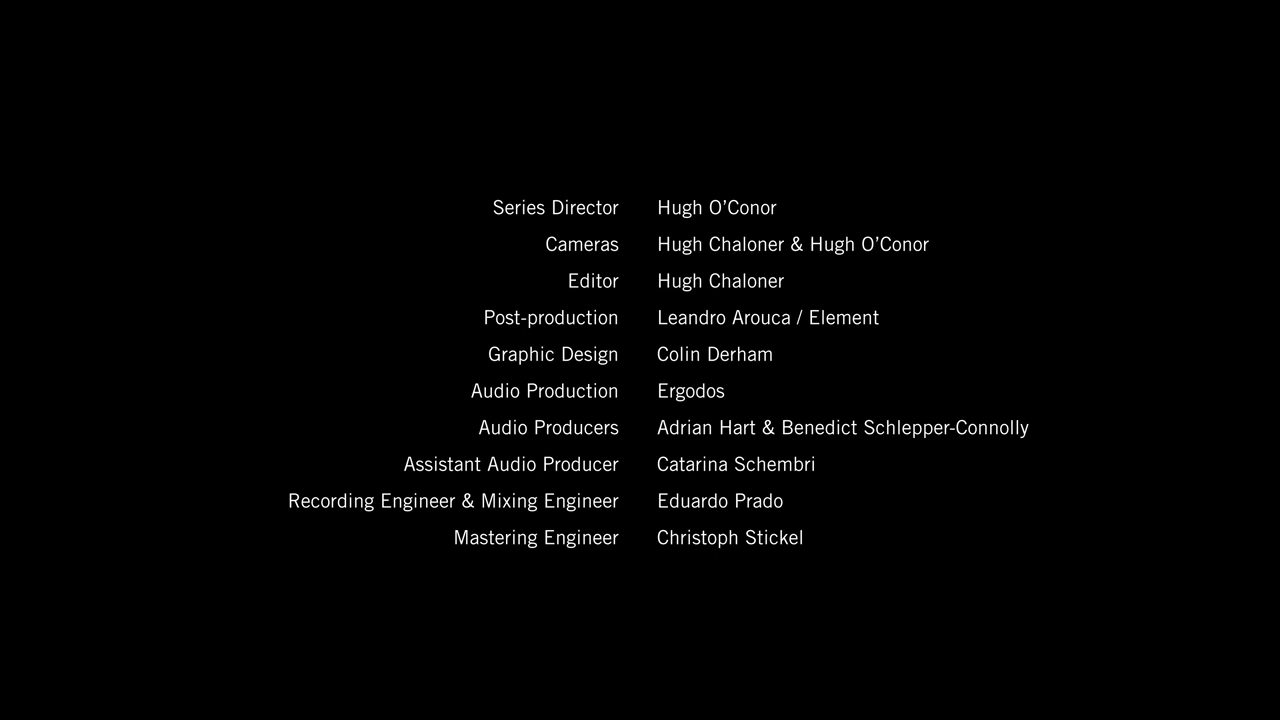 Series Director Hugh O’Conor
Cameras Hugh Chaloner & Hugh O’Conor
Editor Hugh Chaloner
Post-production Leandro Arouca / Element
Graphic Design Colin Derham
Audio Production Ergodos
Audio Producers Adrian Hart & Benedict Schlepper-Connolly
Assistant Audio Producer Catarina Schembri
Recording Engineer & Mixing Engineer Eduardo Prado
Mastering Engineer Christoph Stickel